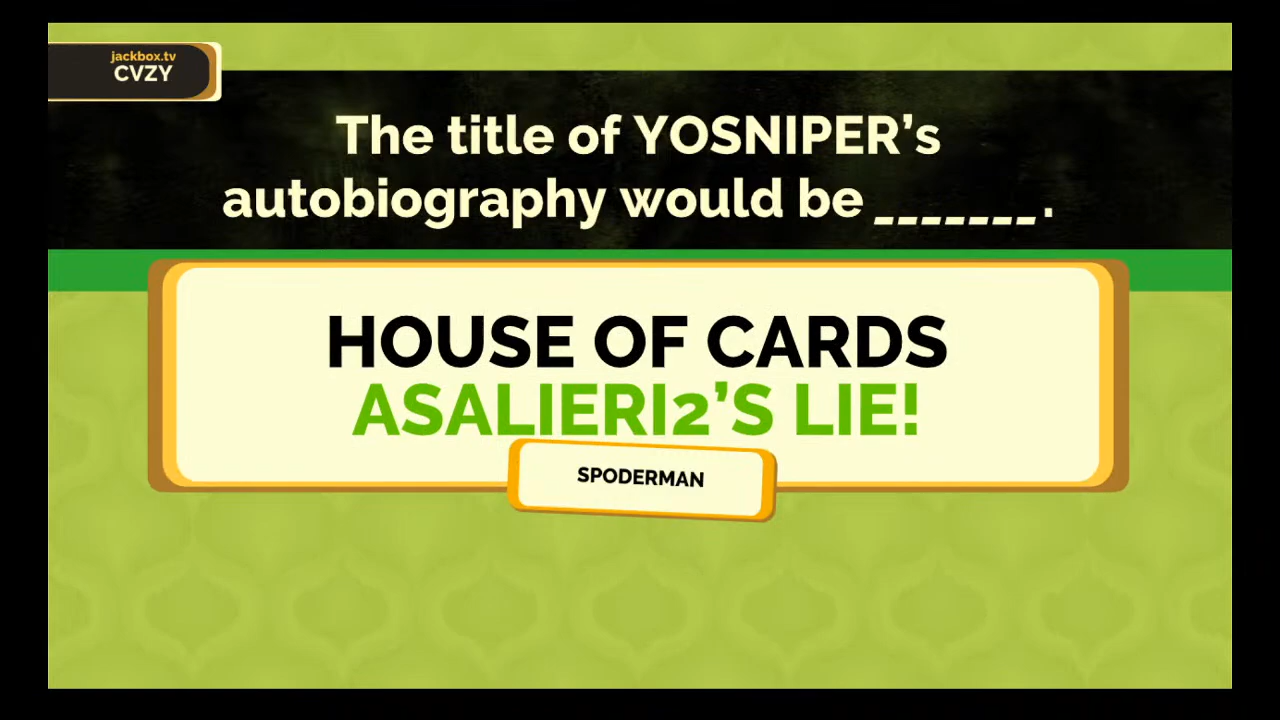 jackbox.tv
CVZY
The title of YOSNIPER’s
autobiography would be _______.
HOUSE OF CARDS
ASALIERI2’S LIE!
SPODERMAN